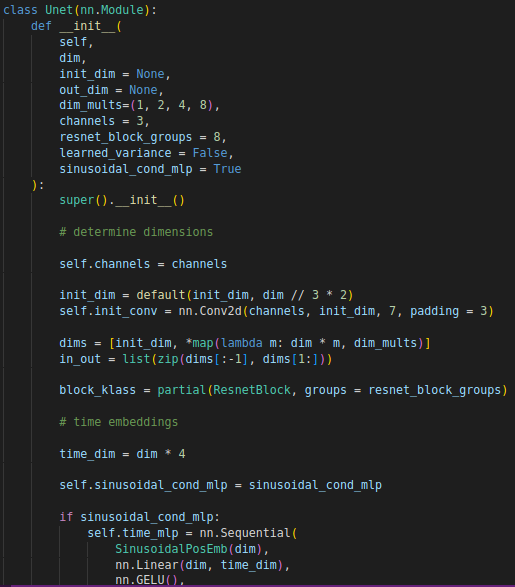 class Unet(nn.Module):
def __init__(
self,
dim,
init_dim = None,
out_dim = None,
dim_mults=(1, 2, 4, 8),
channels = 3,
resnet_block_groups = 8,
learned_variance = False,
sinusoidal_cond_mlp = True
):
super().__init__()
# determine dimensions
self.channels = channels
init_dim = default(init_dim, dim // 3 * 2)
self.init_conv = nn.Conv2d(channels, init_dim, 7, padding = 3)
dims = [init_dim, *map(lambda m: dim * m, dim_mults)]
in_out = list(zip(dims[:-1], dims[1:]))
block_klass = partial(ResnetBlock, groups = resnet_block_groups)
# time embeddings
time_dim = dim * 4
self.sinusoidal_cond_mlp = sinusoidal_cond_mlp
if sinusoidal_cond_mlp:
self.time_mlp = nn.Sequential(
SinusoidalPosEmb(dim),
nn.Linear(dim, time_dim),
nn.GELU(),